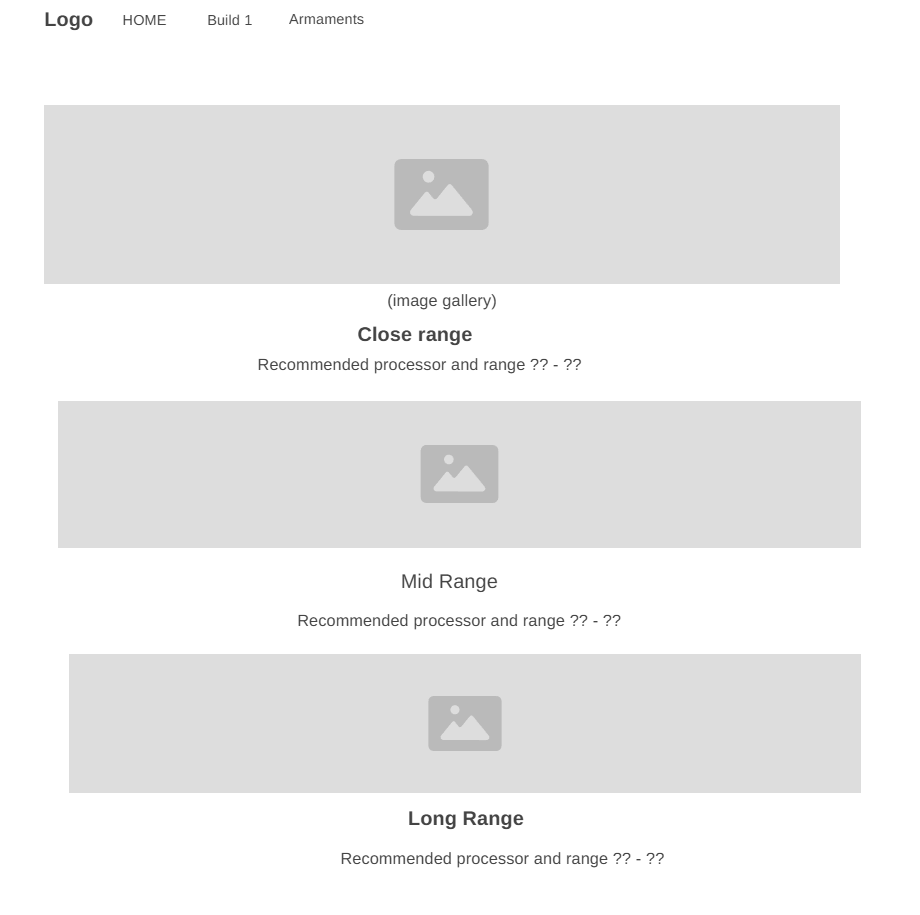 Logo HOME Build 1 Armaments
(image gallery)
Close range
Recommended processor and range ?? - ??
Mid Range
Recommended processor and range ?? - ??
Long Range
Recommended processor and range ?? - ??